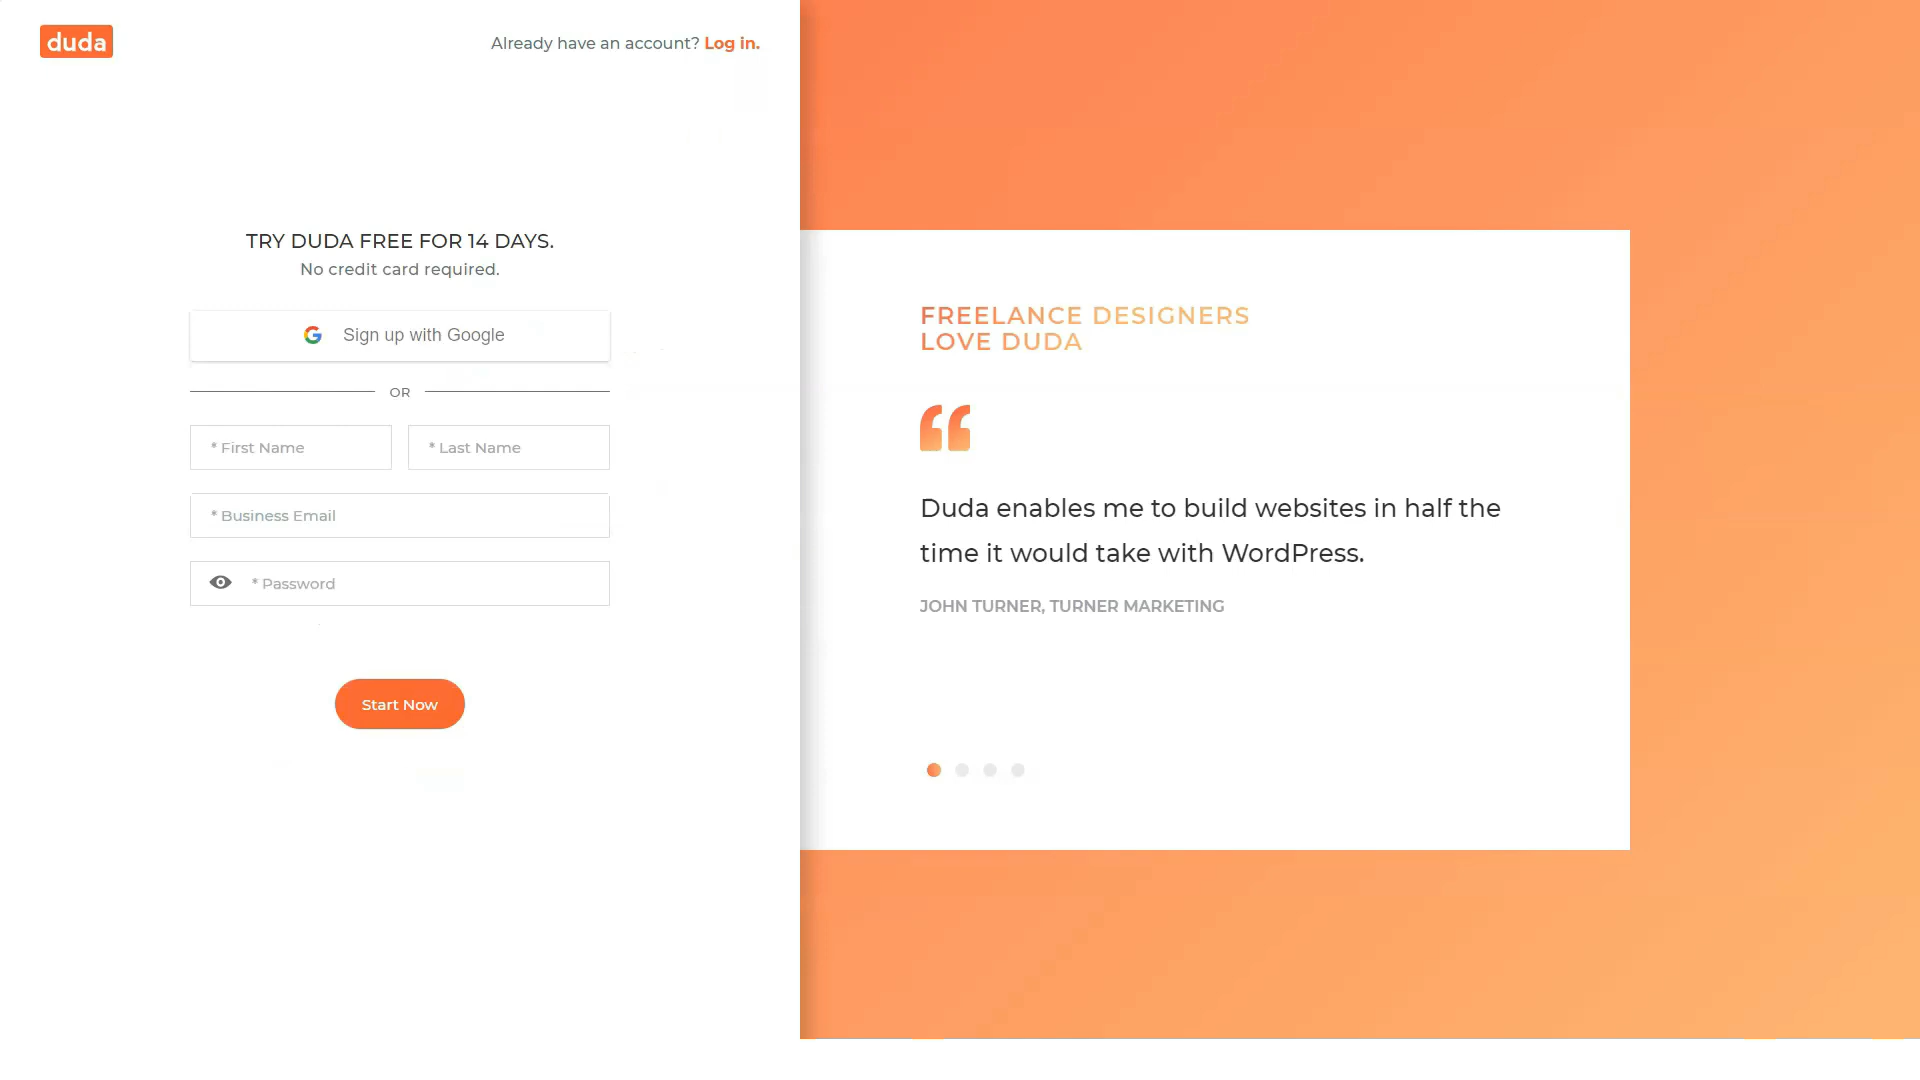 duda
Already have an account? Log in.
TRY DUDA FREE FOR 14 DAYS.
No credit card required.
Sign up with Google
OR
* First Name
* Last Name
* Business Email
* Password
Start Now
FREELANCE DESIGNERS
LOVE DUDA
Duda enables me to build websites in half the
time it would take with WordPress.
JOHN TURNER, TURNER MARKETING